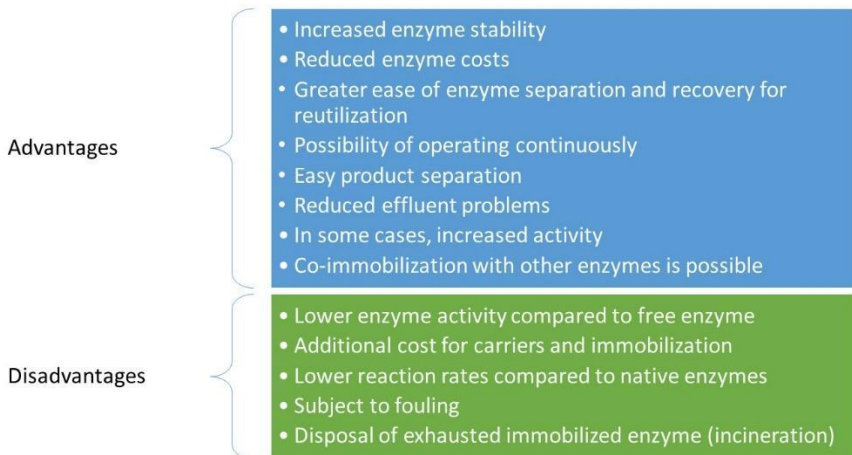 Advantages
• Increased enzyme stability
• Reduced enzyme costs
• Greater ease of enzyme separation and recovery for
reutilization
• Possibility of operating continuously
• Easy product separation
• Reduced effluent problems
• In some cases, increased activity
• Co-immobilization with other enzymes is possible
Disadvantages
• Lower enzyme activity compared to free enzyme
• Additional cost for carriers and immobilization
• Lower reaction rates compared to native enzymes
• Subject to fouling
• Disposal of exhausted immobilized enzyme (incineration)